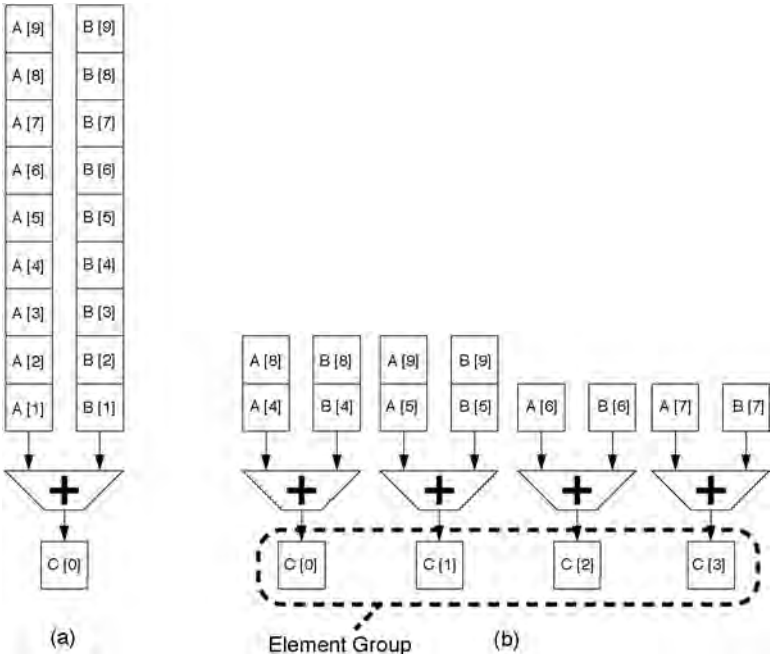 A [9] B [9]
A [8] B [8]
A [7] B [7]
A [6] B [6]
A [5] B [5]
A [4] B [4]
A [3] B [3]
A [2] B [2]
A [1] B [1]
+
C [0]
(a)
A [8] B [8] A [9] B [9]
A [4] B [4] A [5] B [5] A [6] B [6] A [7] B [7]
+ + + +
C [0] C [1] C [2] C [3]
Element Group
(b)